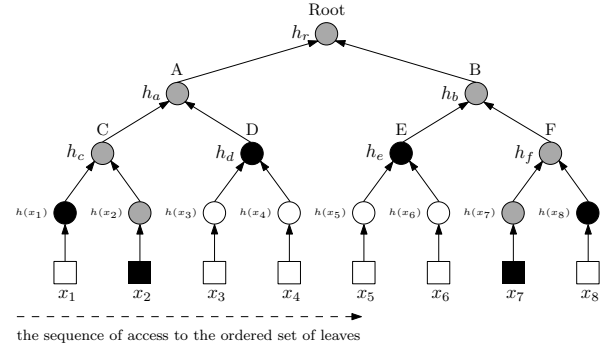 Root
h_r
A B
h_a h_b
C D E F
h_c h_d h_e h_f
h(x_1) h(x_2) h(x_3) h(x_4) h(x_5) h(x_6) h(x_7) h(x_8)
x_1 x_2 x_3 x_4 x_5 x_6 x_7 x_8
the sequence of access to the ordered set of leaves